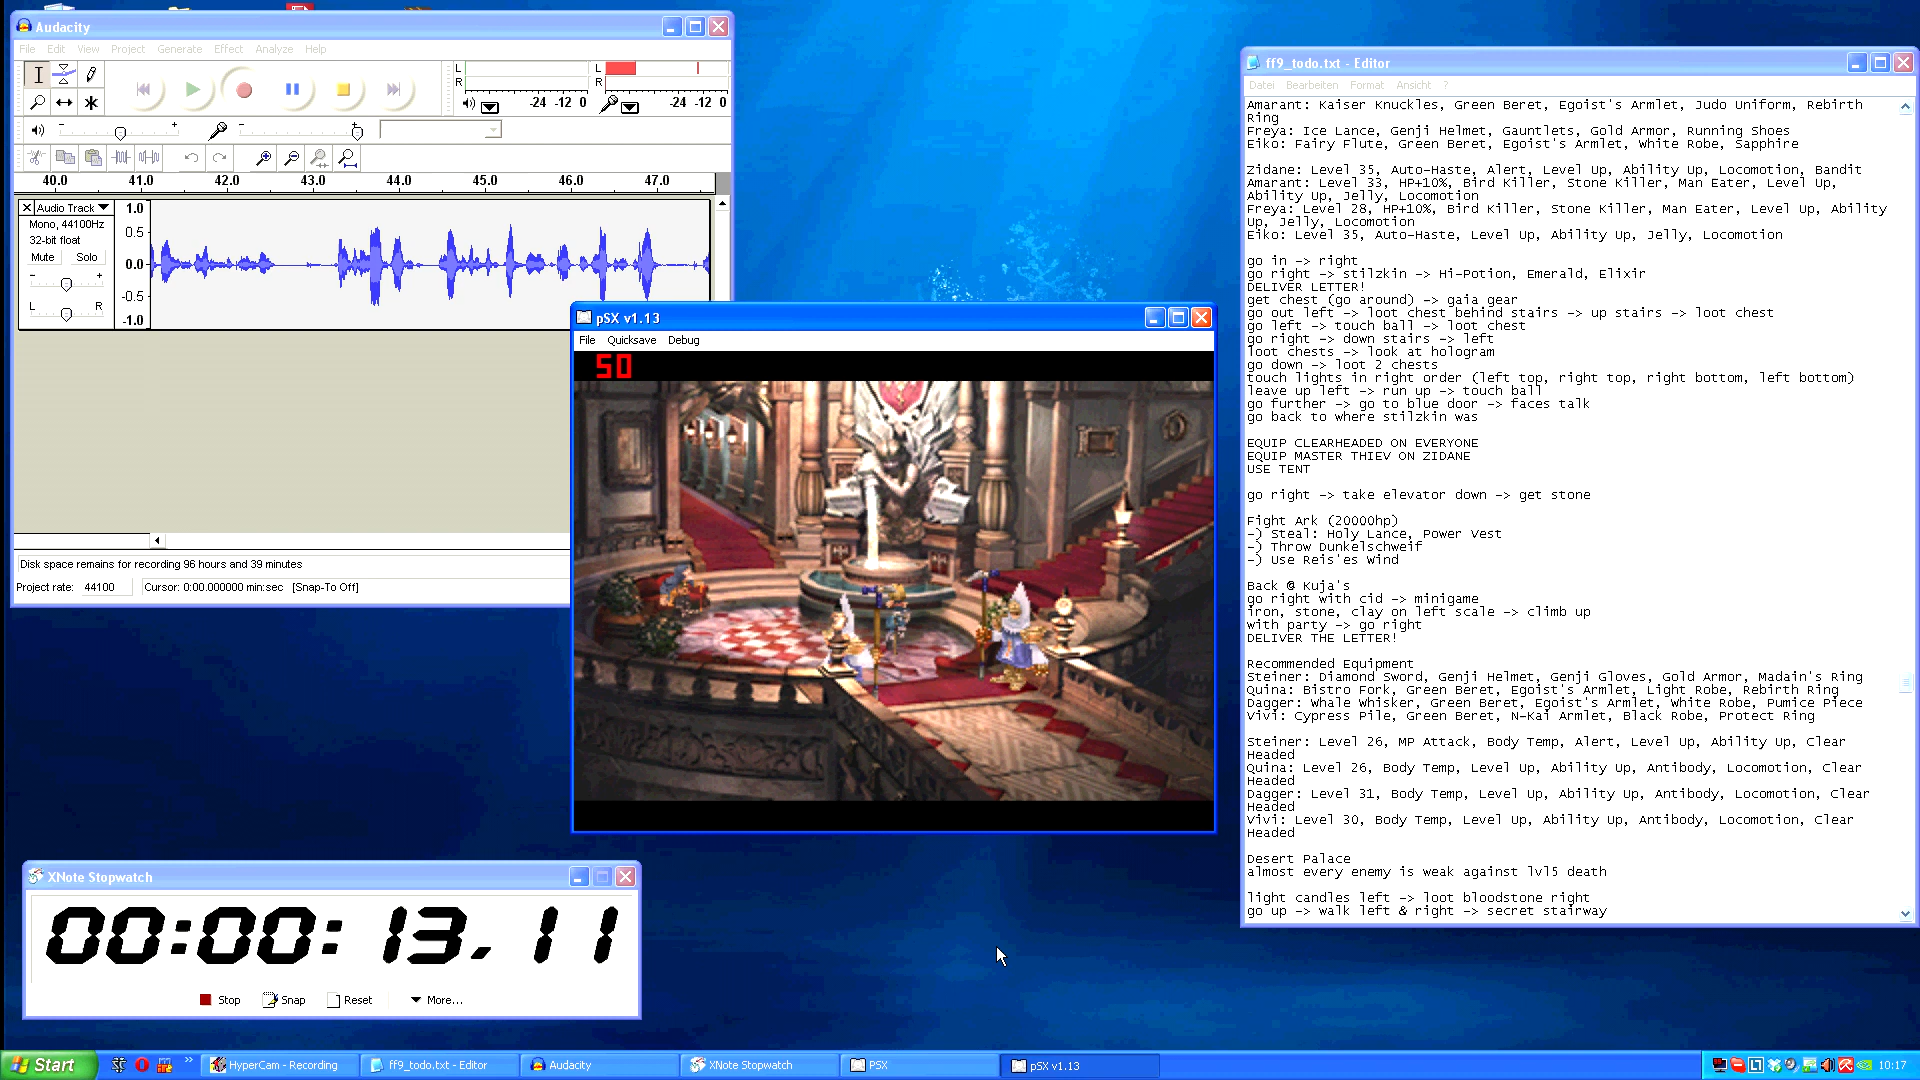 Audacity
File Edit View Project Generate Effect Analyze Help
L
R
-24 -12 0
L
R
-24 -12 0
40.0 41.0 42.0 43.0 44.0 45.0 46.0 47.0
Audio Track
Mono, 44100Hz
32-bit float
Mute Solo
- +
L R
1.0
0.5
0.0
-0.5
-1.0
Disk space remains for recording 96 hours and 39 minutes
Project rate: 44100 Cursor: 0:00.000000 min:sec [Snap-To Off]
pSX v1.13
File Quicksave Debug
50
XNote Stopwatch
00:00:13.11
Stop Snap Reset More...
ff9_todo.txt - Editor
Datei Bearbeiten Format Ansicht ?
Amarant: Kaiser Knuckles, Green Beret, Egoist's Armlet, Judo Uniform, Rebirth
Ring
Freya: Ice Lance, Genji Helmet, Gauntlets, Gold Armor, Running Shoes
Eiko: Fairy Flute, Green Beret, Egoist's Armlet, White Robe, Sapphire
Zidane: Level 35, Auto-Haste, Alert, Level Up, Ability Up, Locomotion, Bandit
Amarant: Level 33, HP+10%, Bird Killer, Stone Killer, Man Eater, Level Up,
Ability Up, Jelly, Locomotion
Freya: Level 28, HP+10%, Bird Killer, Stone Killer, Man Eater, Level Up, Ability
Up, Jelly, Locomotion
Eiko: Level 35, Auto-Haste, Level Up, Ability Up, Jelly, Locomotion
go in -> right
go right -> stilzkin -> Hi-Potion, Emerald, Elixir
DELIVER LETTER!
get chest (go around) -> gaia gear
go out left -> loot chest behind stairs -> up stairs -> loot chest
go left -> touch ball -> loot chest
go right -> down stairs -> left
loot chests -> look at hologram
go down -> loot 2 chests
touch lights in right order (left top, right top, right bottom, left bottom)
leave up left -> run up -> touch ball
go further -> go to blue door -> faces talk
go back to where stilzkin was
EQUIP CLEARHEADED ON EVERYONE
EQUIP MASTER THIEV ON ZIDANE
USE TENT
go right -> take elevator down -> get stone
Fight Ark (20000hp)
-) Steal: Holy Lance, Power Vest
-) Throw Dunkelschweif
-) Use Reis'es Wind
Back @ Kuja's
go right with cid -> minigame
iron, stone, clay on left scale -> climb up
with party -> go right
DELIVER THE LETTER!
Recommended Equipment
Steiner: Diamond Sword, Genji Helmet, Genji Gloves, Gold Armor, Madain's Ring
Quina: Bistro Fork, Green Beret, Egoist's Armlet, Light Robe, Rebirth Ring
Dagger: Whale Whisker, Green Beret, Egoist's Armlet, White Robe, Pumice Piece
Vivi: Cypress Pile, Green Beret, N-Kai Armlet, Black Robe, Protect Ring
Steiner: Level 26, MP Attack, Body Temp, Alert, Level Up, Ability Up, Clear
Headed
Quina: Level 26, Body Temp, Level Up, Ability Up, Antibody, Locomotion, Clear
Headed
Dagger: Level 31, Body Temp, Level Up, Ability Up, Antibody, Locomotion, Clear
Headed
Vivi: Level 30, Body Temp, Level Up, Ability Up, Antibody, Locomotion, Clear
Headed
Desert Palace
almost every enemy is weak against lvl5 death
light candles left -> loot bloodstone right
go up -> walk left & right -> secret stairway
Start HyperCam - Recording ff9_todo.txt - Editor Audacity XNote Stopwatch PSX pSX v1.13 10:17